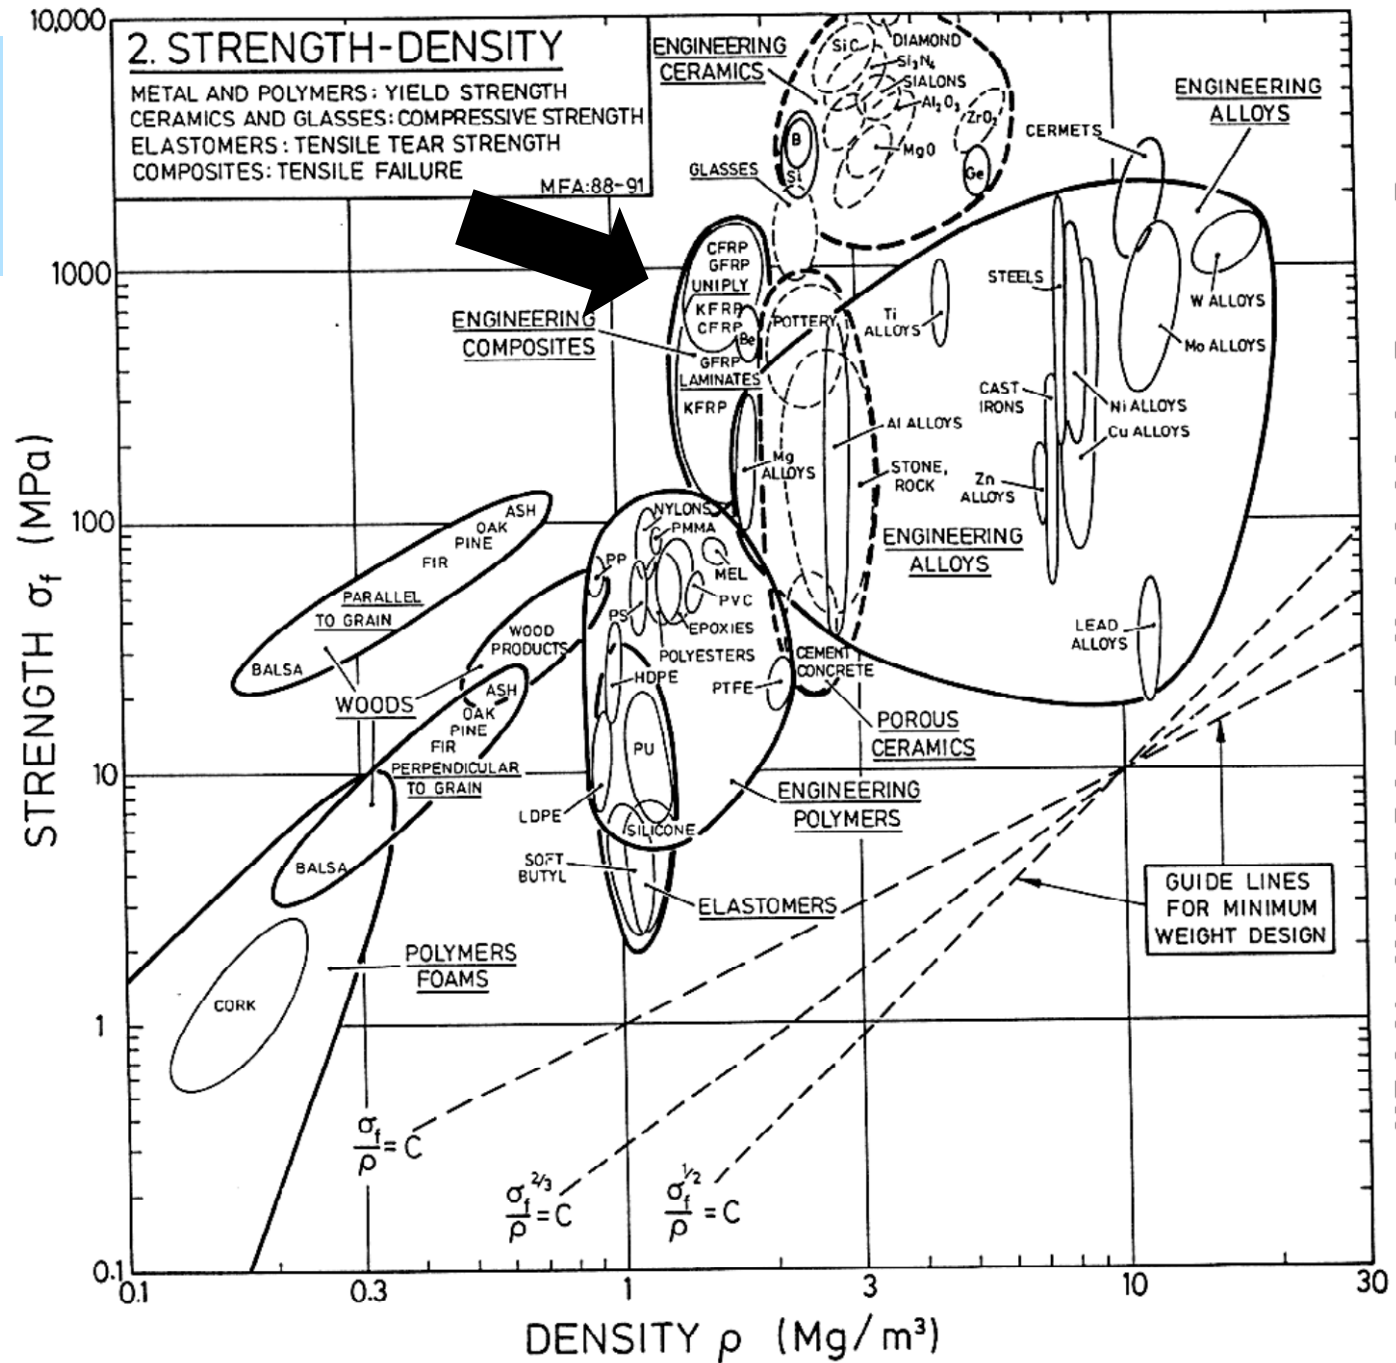 10,000
2. STRENGTH-DENSITY
METAL AND POLYMERS: YIELD STRENGTH
CERAMICS AND GLASSES: COMPRESSIVE STRENGTH
ELASTOMERS: TENSILE TEAR STRENGTH
COMPOSITES: TENSILE FAILURE
MFA:88-91
ENGINEERING
CERAMICS
SiC
DIAMOND
Si₃N₄
SIALONS
Al₂O₃
ZrO₂
B
Si
MgO
Ge
GLASSES
CERMETS
ENGINEERING
ALLOYS
1000
CFRP
GFRP
UNIPLY
KFRP
CFRP
Be
GFRP
LAMINATES
KFRP
ENGINEERING
COMPOSITES
POTTERY
Ti
ALLOYS
STEELS
W ALLOYS
Mo ALLOYS
CAST
IRONS
Ni ALLOYS
Cu ALLOYS
Al ALLOYS
Mg
ALLOYS
STONE,
ROCK
Zn
ALLOYS
ENGINEERING
ALLOYS
STRENGTH σf (MPa)
100
ASH
OAK
PINE
FIR
PARALLEL
TO GRAIN
BALSA
NYLONS
PMMA
PP
MEL
PVC
PS
EPOXIES
POLYESTERS
HDPE
PTFE
WOOD
PRODUCTS
CEMENT
CONCRETE
LEAD
ALLOYS
WOODS
ASH
OAK
PINE
FIR
PERPENDICULAR
TO GRAIN
PU
POROUS
CERAMICS
10
LDPE
ENGINEERING
POLYMERS
SILICONE
BALSA
SOFT
BUTYL
ELASTOMERS
GUIDE LINES
FOR MINIMUM
WEIGHT DESIGN
POLYMERS
FOAMS
CORK
1
σf/ρ = C
σf^2/3/ρ = C
σf^1/2/ρ = C
0.1
0.1
0.3
1
3
10
30
DENSITY ρ (Mg/m³)